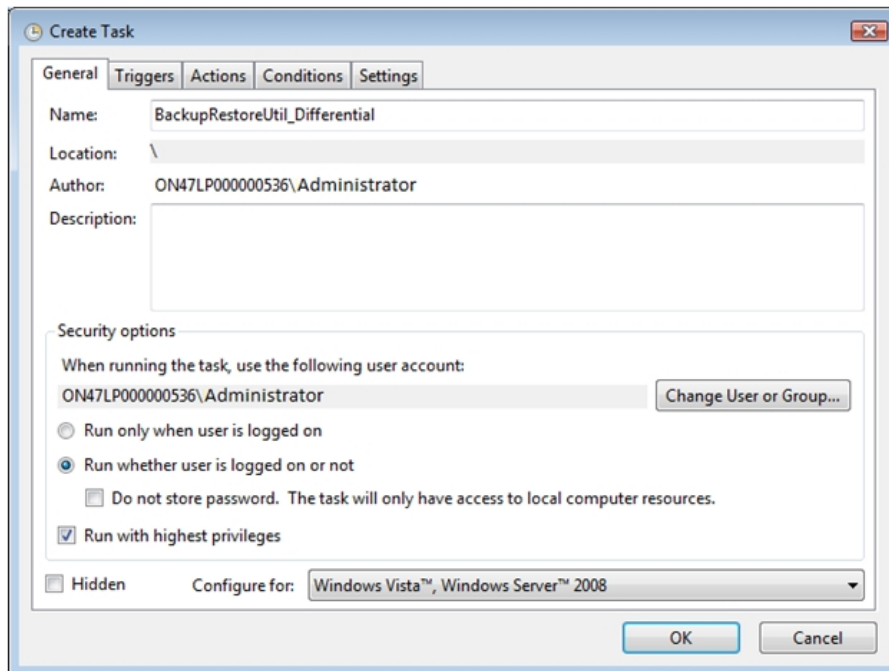 Create Task
General Triggers Actions Conditions Settings
Name: BackupRestoreUtil_Differential
Location: \
Author: ON47LP000000536\Administrator
Description:
Security options
When running the task, use the following user account:
ON47LP000000536\Administrator Change User or Group...
Run only when user is logged on
Run whether user is logged on or not
Do not store password. The task will only have access to local computer resources.
Run with highest privileges
Hidden Configure for: Windows Vista™, Windows Server™ 2008
OK Cancel